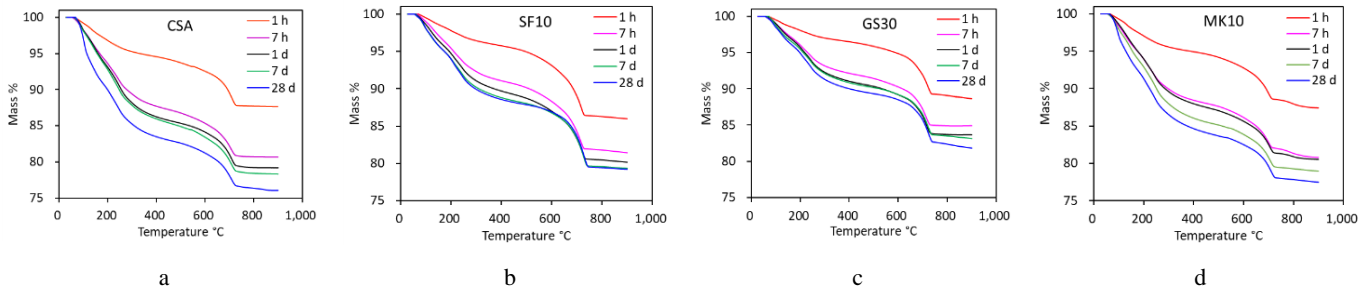 CSA
1 h
7 h
1 d
7 d
28 d
100
95
90
85
80
75
Mass %
0 200 400 600 800 1,000
Temperature °C
a
SF10
1 h
7 h
1 d
7 d
28 d
100
95
90
85
80
75
Mass %
0 200 400 600 800 1,000
Temperature °C
b
GS30
1 h
7 h
1 d
7 d
28 d
100
95
90
85
80
75
Mass %
0 200 400 600 800 1,000
Temperature °C
c
MK10
1 h
7 h
1 d
7 d
28 d
100
95
90
85
80
75
Mass %
0 200 400 600 800 1,000
Temperature °C
d